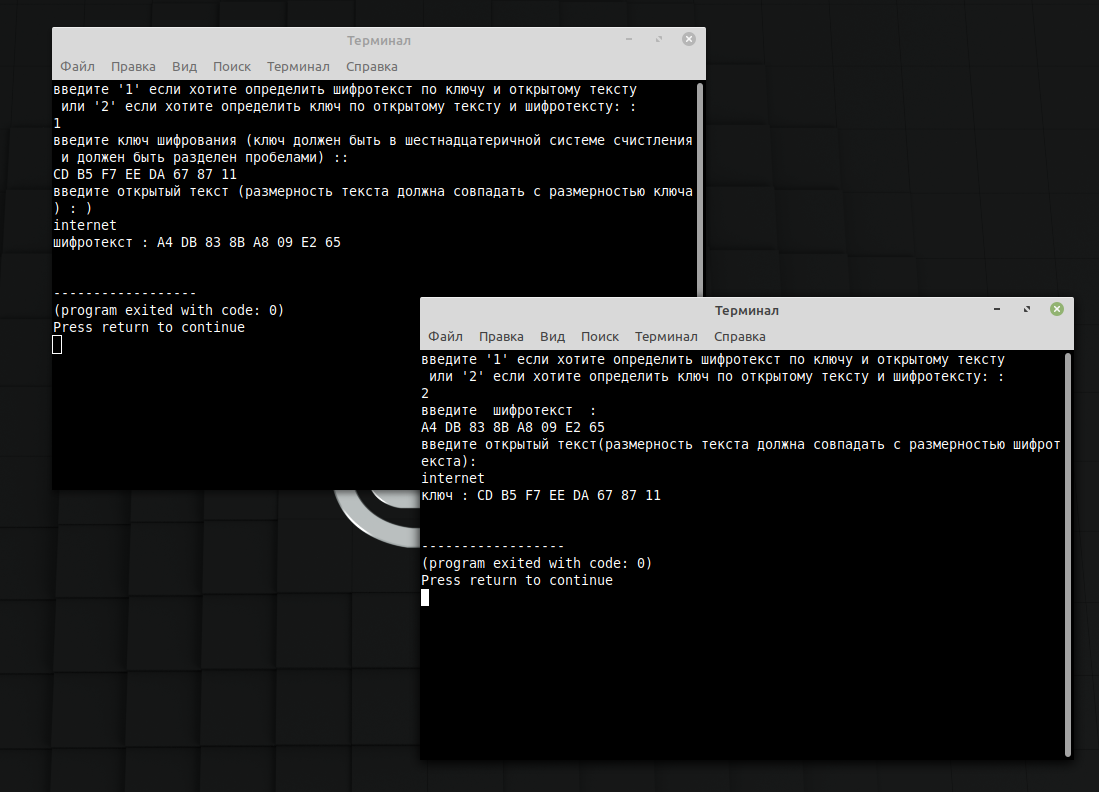 Терминал
Файл Правка Вид Поиск Терминал Справка
введите '1' если хотите определить шифротекст по ключу и открытому тексту
или '2' если хотите определить ключ по открытому тексту и шифротексту: :
1
введите ключ шифрования (ключ должен быть в шестнадцатеричной системе счистления
и должен быть разделен пробелами) ::
CD B5 F7 EE DA 67 87 11
введите открытый текст (размерность текста должна совпадать с размерностью ключа
) : )
internet
шифротекст : A4 DB 83 8B A8 09 E2 65
------------------
(program exited with code: 0)
Press return to continue
Терминал
Файл Правка Вид Поиск Терминал Справка
введите '1' если хотите определить шифротекст по ключу и открытому тексту
или '2' если хотите определить ключ по открытому тексту и шифротексту: :
2
введите  шифротекст  :
A4 DB 83 8B A8 09 E2 65
введите открытый текст(размерность текста должна совпадать с размерностью шифрот
екста):
internet
ключ : CD B5 F7 EE DA 67 87 11
------------------
(program exited with code: 0)
Press return to continue